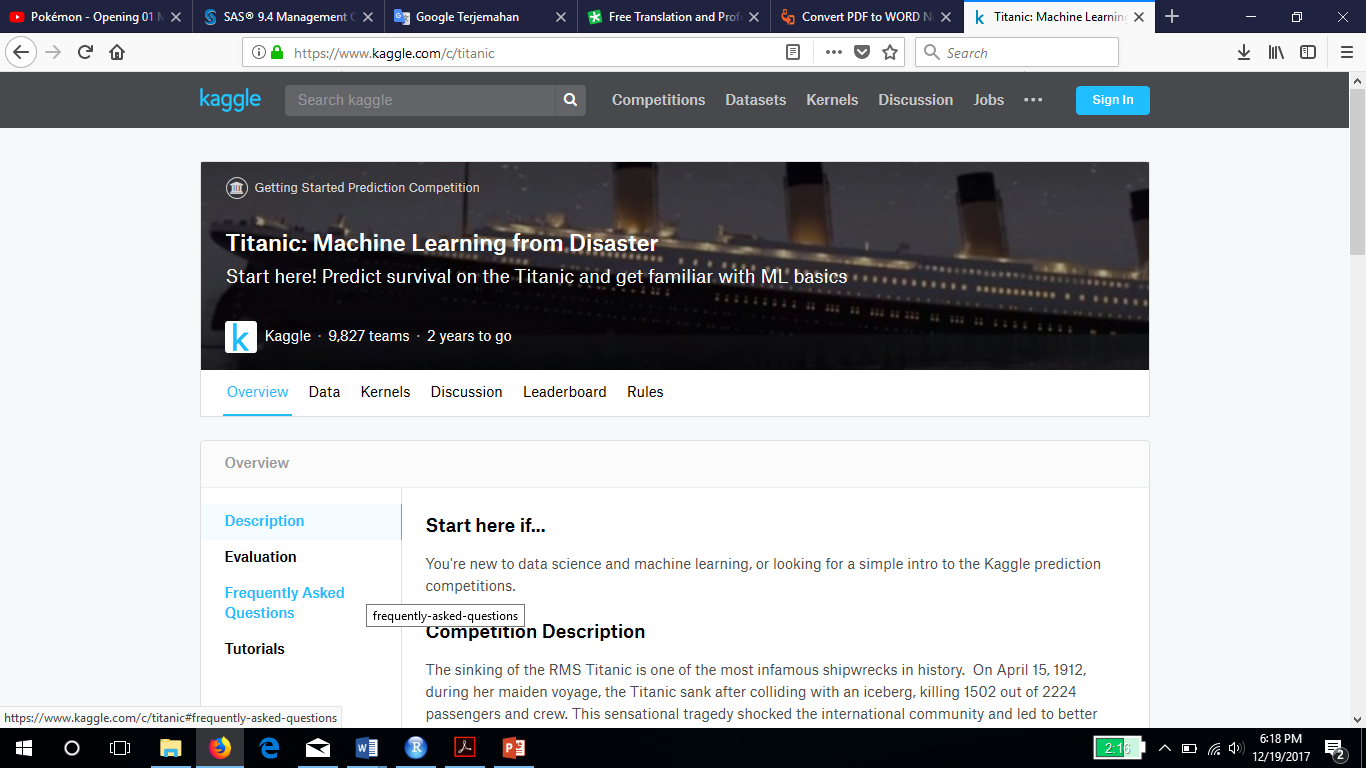 Pokémon - Opening 01 M
SAS® 9.4 Management C
Google Terjemahan
Free Translation and Prof
Convert PDF to WORD N
Titanic: Machine Learning
https://www.kaggle.com/c/titanic
Search
kaggle
Search kaggle
Competitions
Datasets
Kernels
Discussion
Jobs
Sign In
Getting Started Prediction Competition
Titanic: Machine Learning from Disaster
Start here! Predict survival on the Titanic and get familiar with ML basics
k Kaggle · 9,827 teams · 2 years to go
Overview Data Kernels Discussion Leaderboard Rules
Overview
Description
Evaluation
Frequently Asked
Questions
Tutorials
frequently-asked-questions
Start here if...
You're new to data science and machine learning, or looking for a simple intro to the Kaggle prediction
competitions.
Competition Description
The sinking of the RMS Titanic is one of the most infamous shipwrecks in history. On April 15, 1912,
during her maiden voyage, the Titanic sank after colliding with an iceberg, killing 1502 out of 2224
passengers and crew. This sensational tragedy shocked the international community and led to better
https://www.kaggle.com/c/titanic#frequently-asked-questions
2:16
6:18 PM
12/19/2017
2